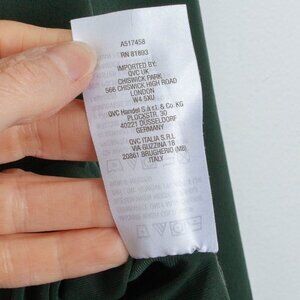 A517458
RN 81893
IMPORTED BY:
QVC UK
CHISWICK PARK
566 CHISWICK HIGH ROAD
LONDON
W4 5XU
QVC Handel S.à r.l. & Co. KG
PLOCKSTR. 30
40221 DÜSSELDORF
GERMANY
QVC ITALIA S.R.L
VIA GUZZINA 18
20861 BRUGHERIO (MB)
ITALY